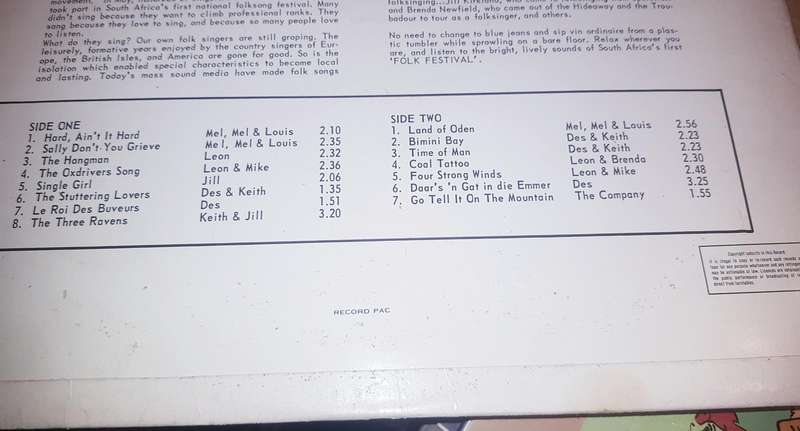 took part in South Africa's first national folksong festival. Many
didn't sing because they want to climb professional ranks. They
sang because they love to sing, and because so many people love
to listen.
What do they sing? Our own folk singers are still groping. The
leisurely, formative years enjoyed by the country singers of Eur-
ope, the British Isles, and America are gone for good. So is the
isolation which enabled special characteristics to become local
and lasting. Today's mass sound media have made folk songs
and Brenda Newfield, who came out of the Hideaway and the Trou-
badour to tour as a folksinger, and others.
No need to change to blue jeans and sip vin ordinaire from a plas-
tic tumbler while sprawling on a bare floor. Relax wherever you
are, and listen to the bright, lively sounds of South Africa's first
'FOLK FESTIVAL'.
SIDE ONE
1. Hard, Ain't It Hard Mel, Mel & Louis 2.10
2. Sally Don't You Grieve Mel, Mel & Louis 2.35
3. The Hangman Leon 2.32
4. The Oxdrivers Song Leon & Mike 2.36
5. Single Girl Jill 2.06
6. The Stuttering Lovers Des & Keith 1.35
7. Le Roi Des Buveurs Des 1.51
8. The Three Ravens Keith & Jill 3.20
SIDE TWO
1. Land of Oden Mel, Mel & Louis 2.56
2. Bimini Bay Des & Keith 2.23
3. Time of Man Des & Keith 2.23
4. Coal Tattoo Leon & Brenda 2.30
5. Four Strong Winds Leon & Mike 2.48
6. Daar's 'n Gat in die Emmer Des 3.25
7. Go Tell It On The Mountain The Company 1.55
Copyright subsists in this Record
RECORD PAC